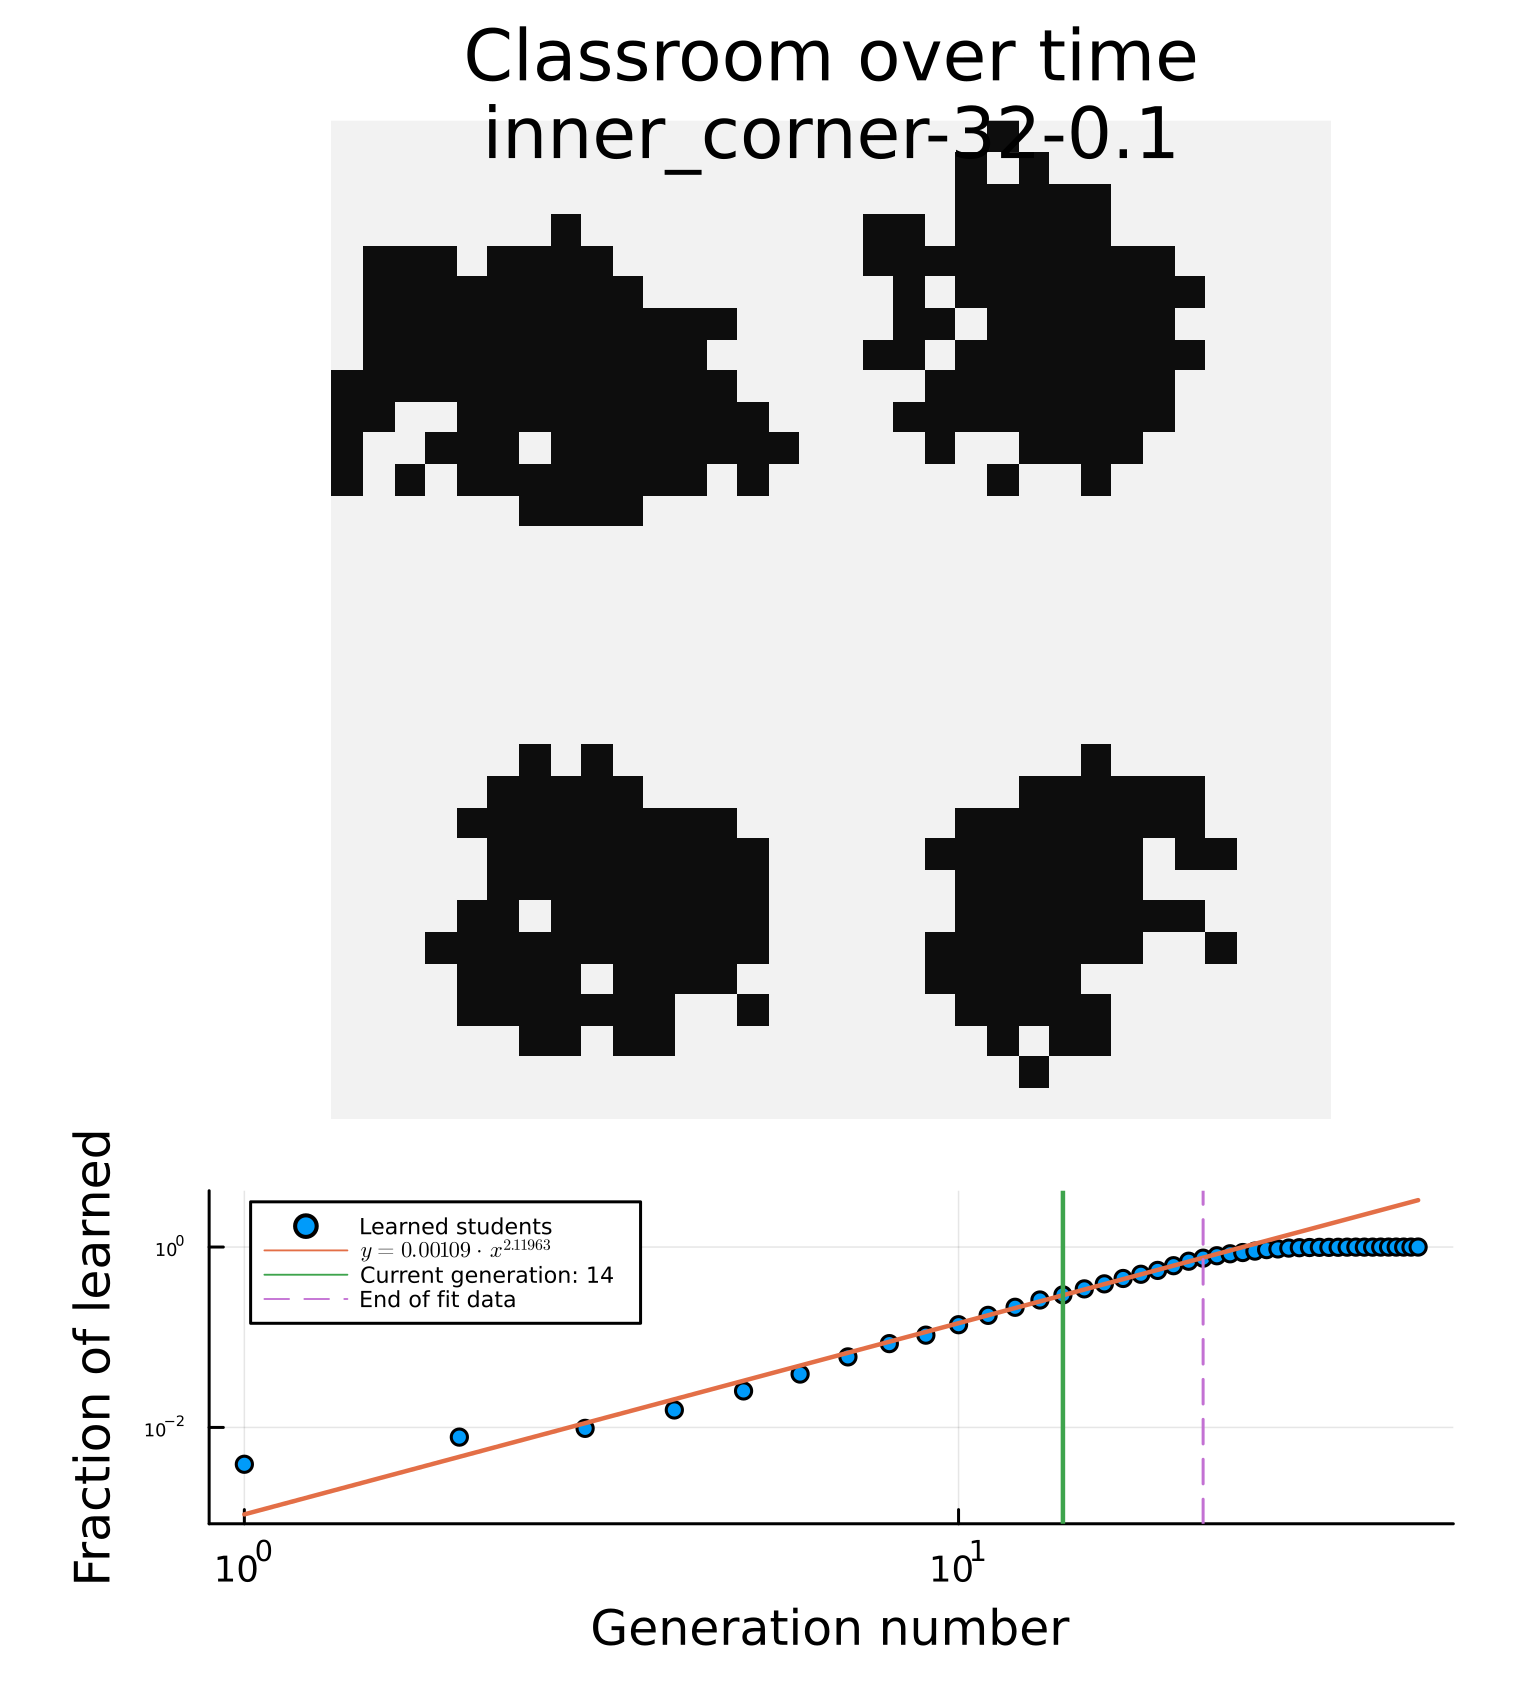 Classroom over time
inner_corner-32-0.1
Fraction of learned
Learned students
y = 0.00109 · x^2.11963
Current generation: 14
End of fit data
10^0
10^-2
10^0
10^1
Generation number